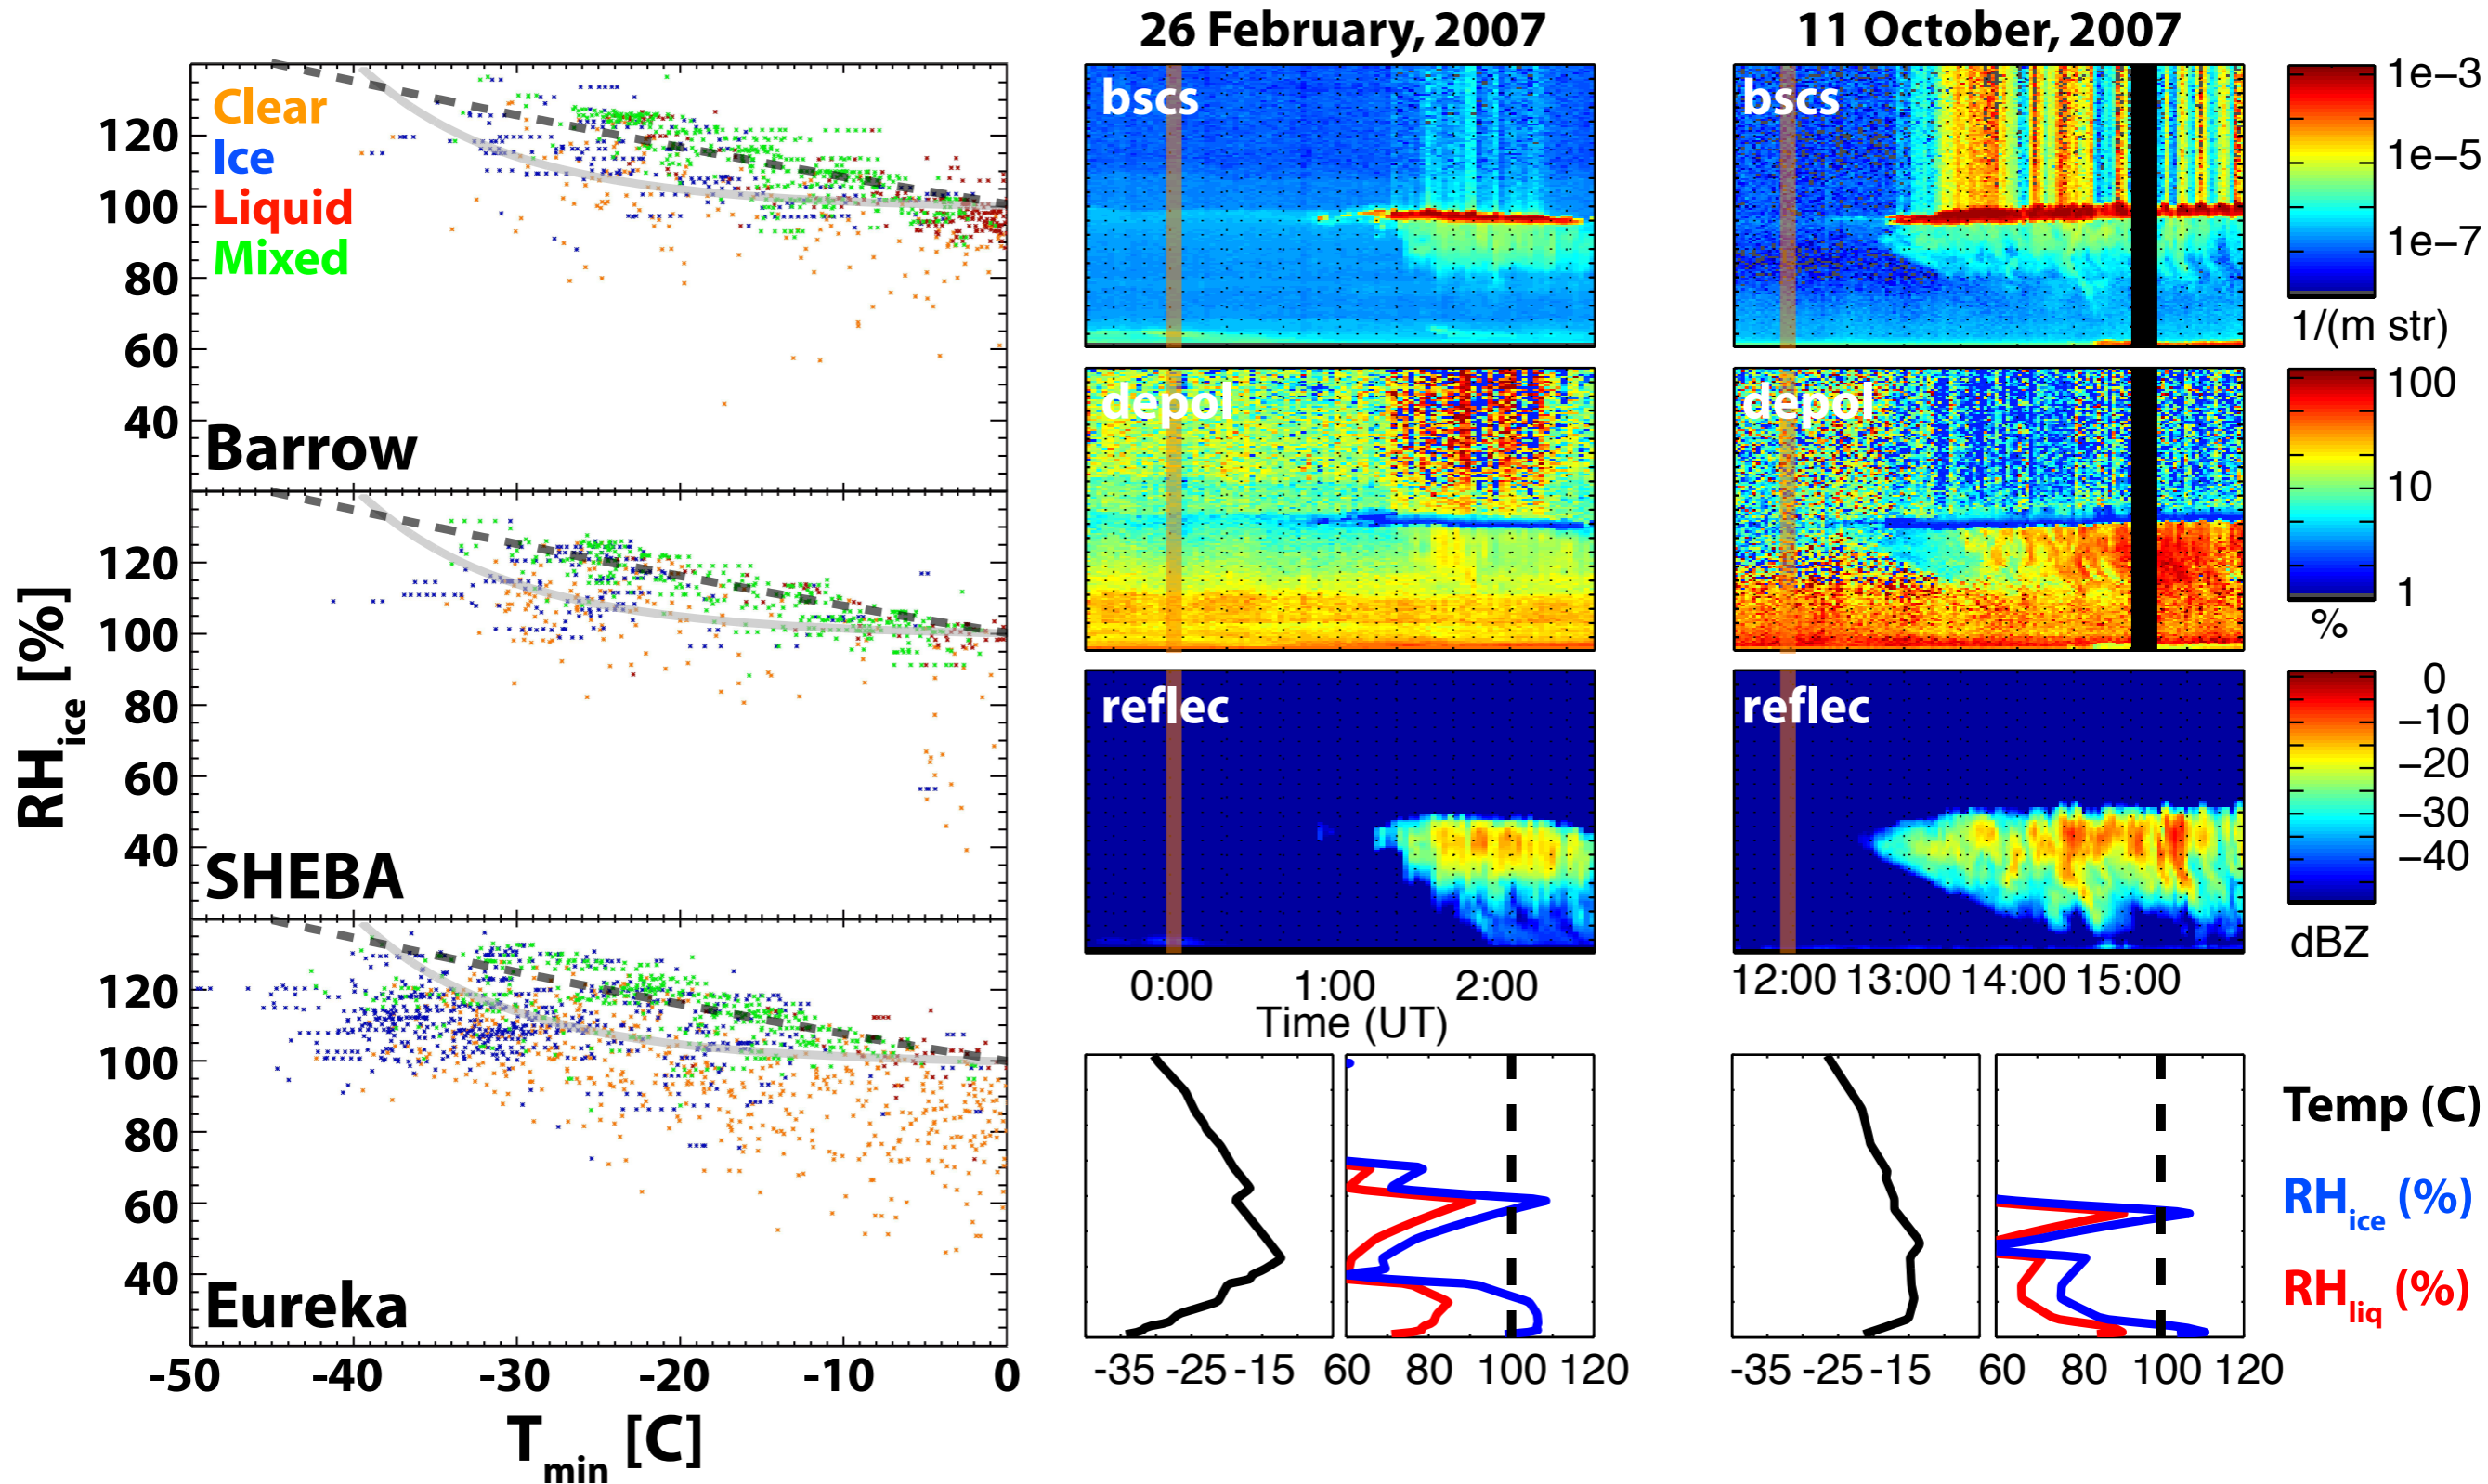 26 February, 2007
11 October, 2007
Clear
Ice
Liquid
Mixed
120
100
80
60
40
Barrow
120
100
80
60
40
SHEBA
120
100
80
60
40
Eureka
RHice [%]
-50 -40 -30 -20 -10 0
Tmin [C]
bscs
depol
reflec
0:00 1:00 2:00
Time (UT)
-35 -25 -15
60 80 100 120
bscs
depol
reflec
12:00 13:00 14:00 15:00
-35 -25 -15
60 80 100 120
1e−3
1e−5
1e−7
1/(m str)
100
10
1
%
0
−10
−20
−30
−40
dBZ
Temp (C)
RHice (%)
RHliq (%)